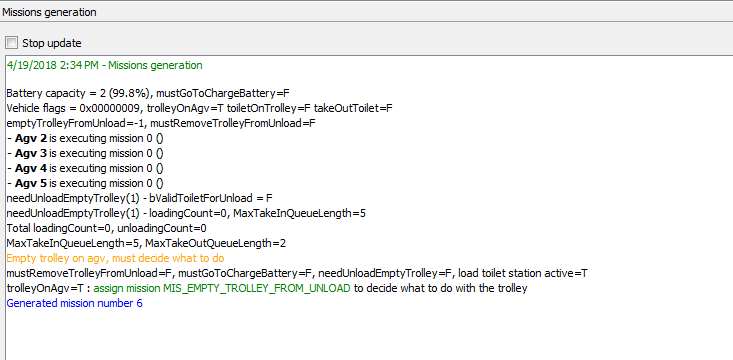 Missions generation
Stop update
4/19/2018 2:34 PM - Missions generation
Battery capacity = 2 (99.8%), mustGoToChargeBattery=F
Vehicle flags = 0x00000009, trolleyOnAgv=T toiletOnTrolley=F takeOutToilet=F
emptyTrolleyFromUnload=-1, mustRemoveTrolleyFromUnload=F
- Agv 2 is executing mission 0 ()
- Agv 3 is executing mission 0 ()
- Agv 4 is executing mission 0 ()
- Agv 5 is executing mission 0 ()
needUnloadEmptyTrolley(1) - bValidToiletForUnload = F
needUnloadEmptyTrolley(1) - loadingCount=0, MaxTakeInQueueLength=5
Total loadingCount=0, unloadingCount=0
MaxTakeInQueueLength=5, MaxTakeOutQueueLength=2
Empty trolley on agv, must decide what to do
mustRemoveTrolleyFromUnload=F, mustGoToChargeBattery=F, needUnloadEmptyTrolley=F, load toilet station active=T
trolleyOnAgv=T : assign mission MIS_EMPTY_TROLLEY_FROM_UNLOAD to decide what to do with the trolley
Generated mission number 6